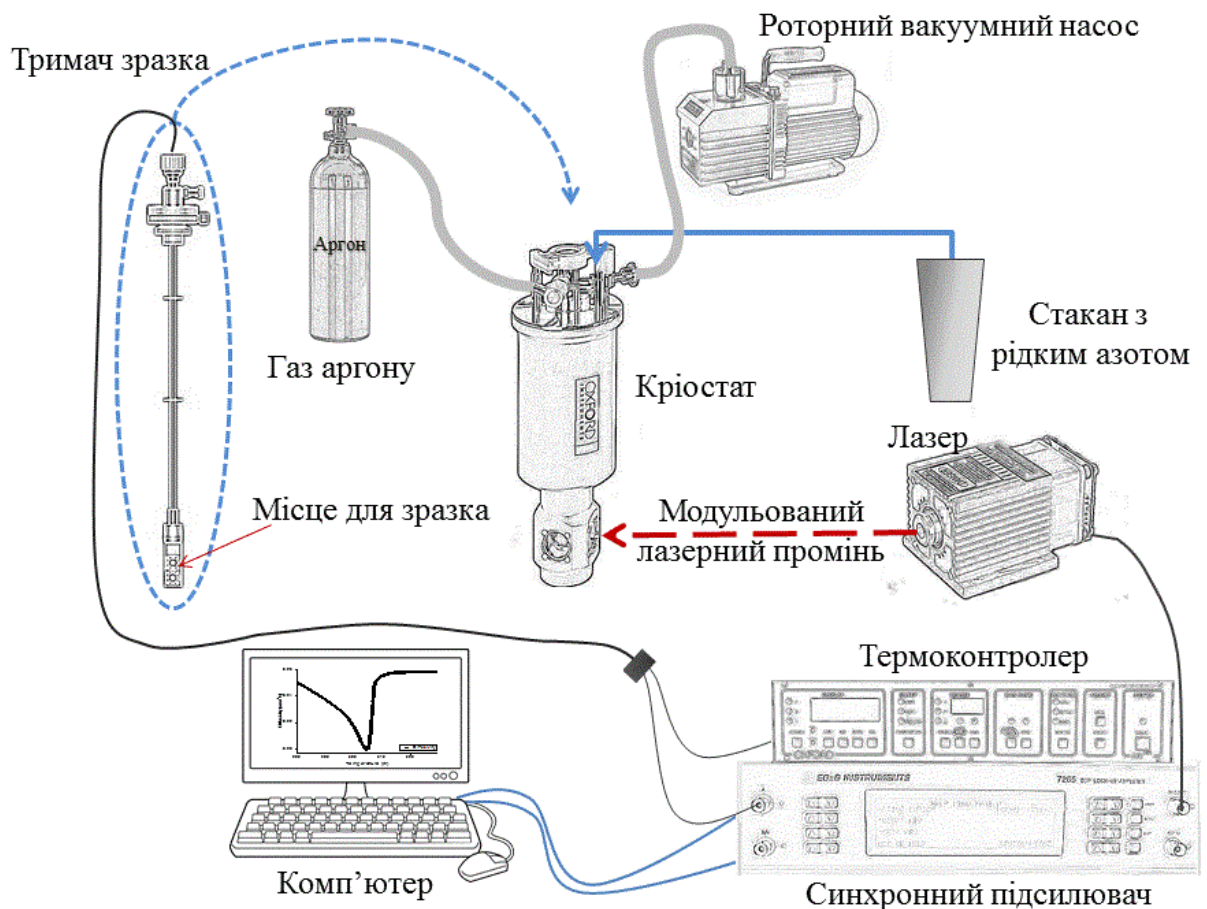 Роторний вакуумний насос
Тримач зразка
Аргон
Газ аргону
Стакан з
рідким азотом
OXFORD
INSTRUMENTS
Кріостат
Лазер
Місце для зразка
Модульований
лазерний промінь
Термоконтролер
EG&G INSTRUMENTS
7265
Комп’ютер
Синхронний підсилювач